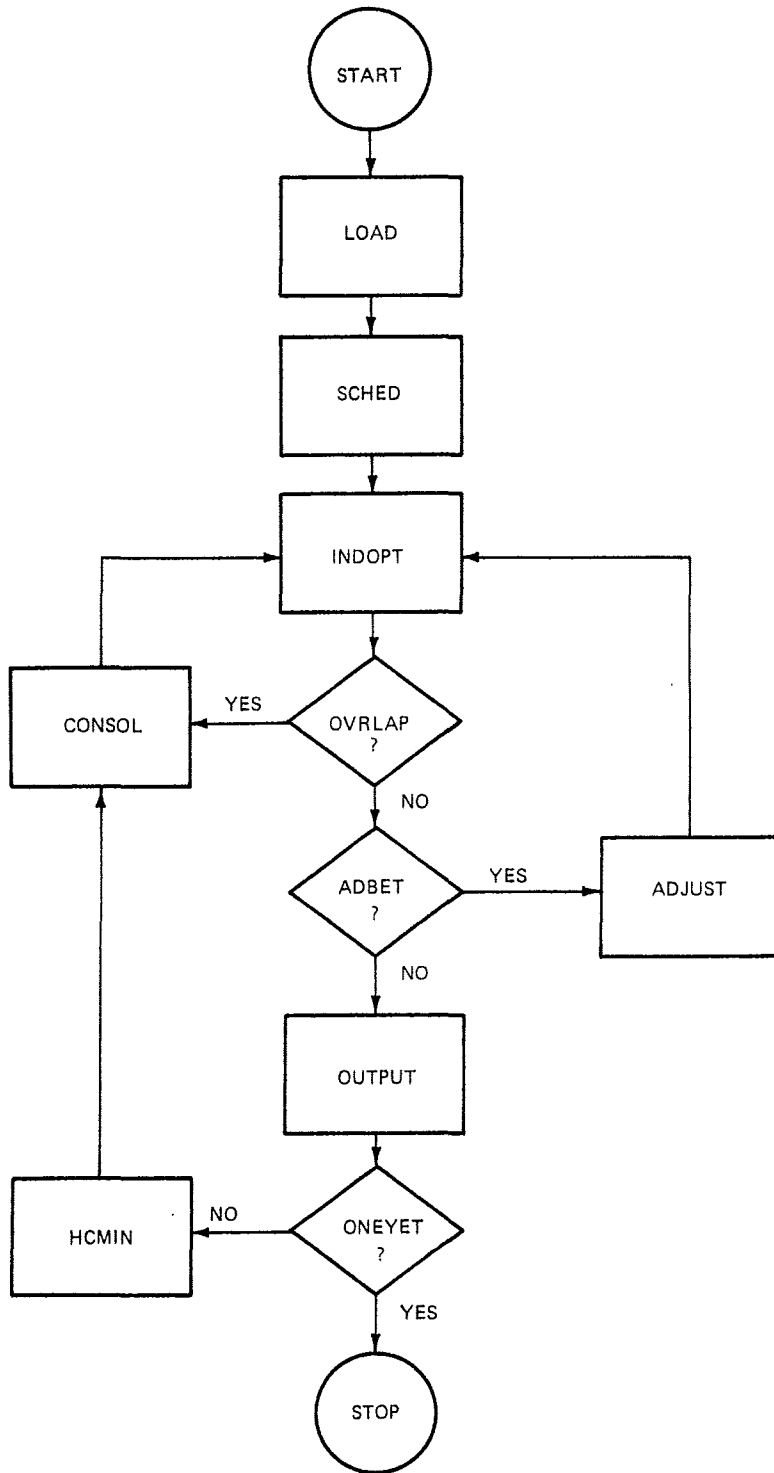 START
LOAD
SCHED
INDOPT
CONSOL
YES
OVRLAP
?
NO
ADBET
?
YES
ADJUST
NO
OUTPUT
HCMIN
NO
ONEYET
?
YES
STOP